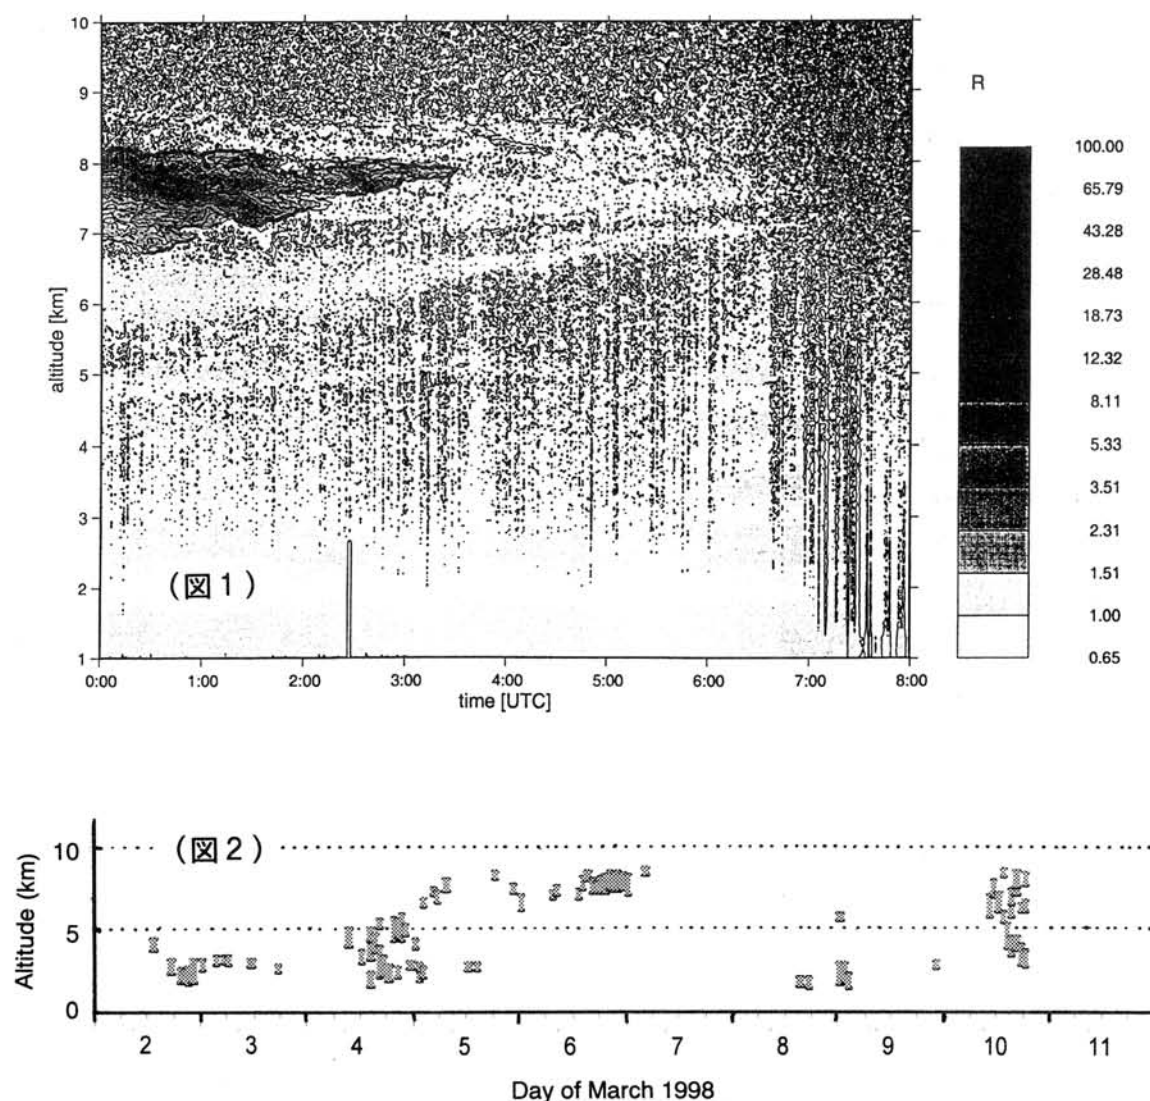 10
9
8
7
6
5
4
3
2
1
altitude [km]
(図1)
0:00 1:00 2:00 3:00 4:00 5:00 6:00 7:00 8:00
time [UTC]
R
100.00
65.79
43.28
28.48
18.73
12.32
8.11
5.33
3.51
2.31
1.51
1.00
0.65
(図2)
10
5
0
Altitude (km)
2 3 4 5 6 7 8 9 10 11
Day of March 1998